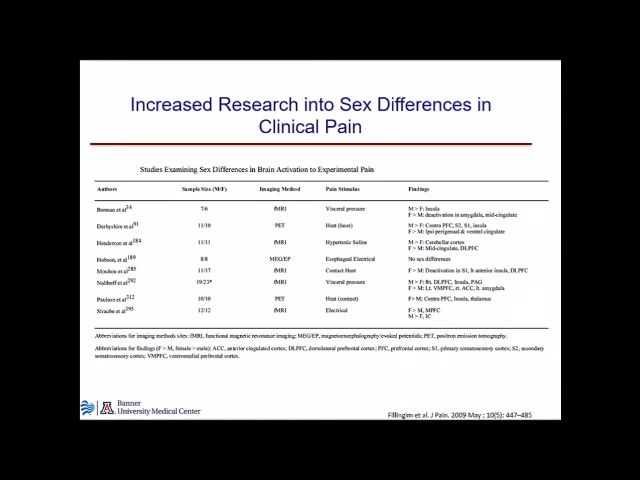 Increased Research into Sex Differences in
Clinical Pain
Studies Examining Sex Differences in Brain Activation to Experimental Pain
Authors Sample Size (M/F) Imaging Method Pain Stimulus Findings
Berman et al34 7/6 fMRI Visceral pressure M > F: Insula
F > M: deactivation in amygdala, mid-cingulate
Derbyshire et al91 11/10 PET Heat (laser) M > F: Contra PFC, S2, S1, insula
F > M: Ipsi perigenual & ventral cingulate
Henderson et al184 11/11 fMRI Hypertonic Saline M > F: Cerebellar cortex
F > M: Mid-cingulate, DLPFC
Hobson, et al189 8/8 MEG/EP Esophageal Electrical No sex differences
Moulton et al285 11/17 fMRI Contact Heat F > M: Deactivation in S1, lt anterior insula, DLPFC
Naliboff et al292 19/23* fMRI Visceral pressure M > F: Rt. DLPFC, Insula, PAG
F > M: Lt. VMPFC, rt. ACC, lt. amygdala
Paulson et al312 10/10 PET Heat (contact) F> M: Contra PFC, Insula, thalamus
Straube et al395 12/12 fMRI Electrical F > M, MPFC
M > F, IC
Abbreviations for imaging methods sites: fMRI, functional magnetic resonance imaging; MEG/EP, magnetoencephalography/evoked potentials; PET, positron emission tomography.
Abbreviations for findings (F > M, female > male): ACC, anterior cingulated cortex; DLPFC, dorsolateral prefrontal cortex; PFC, prefrontal cortex; S1, primary somatosensory cortex; S2, secondary
somatosensory cortex; VMPFC, ventromedial prefrontal cortex.
Banner
University Medical Center
A
Fillingim et al. J Pain. 2009 May ; 10(5): 447–485